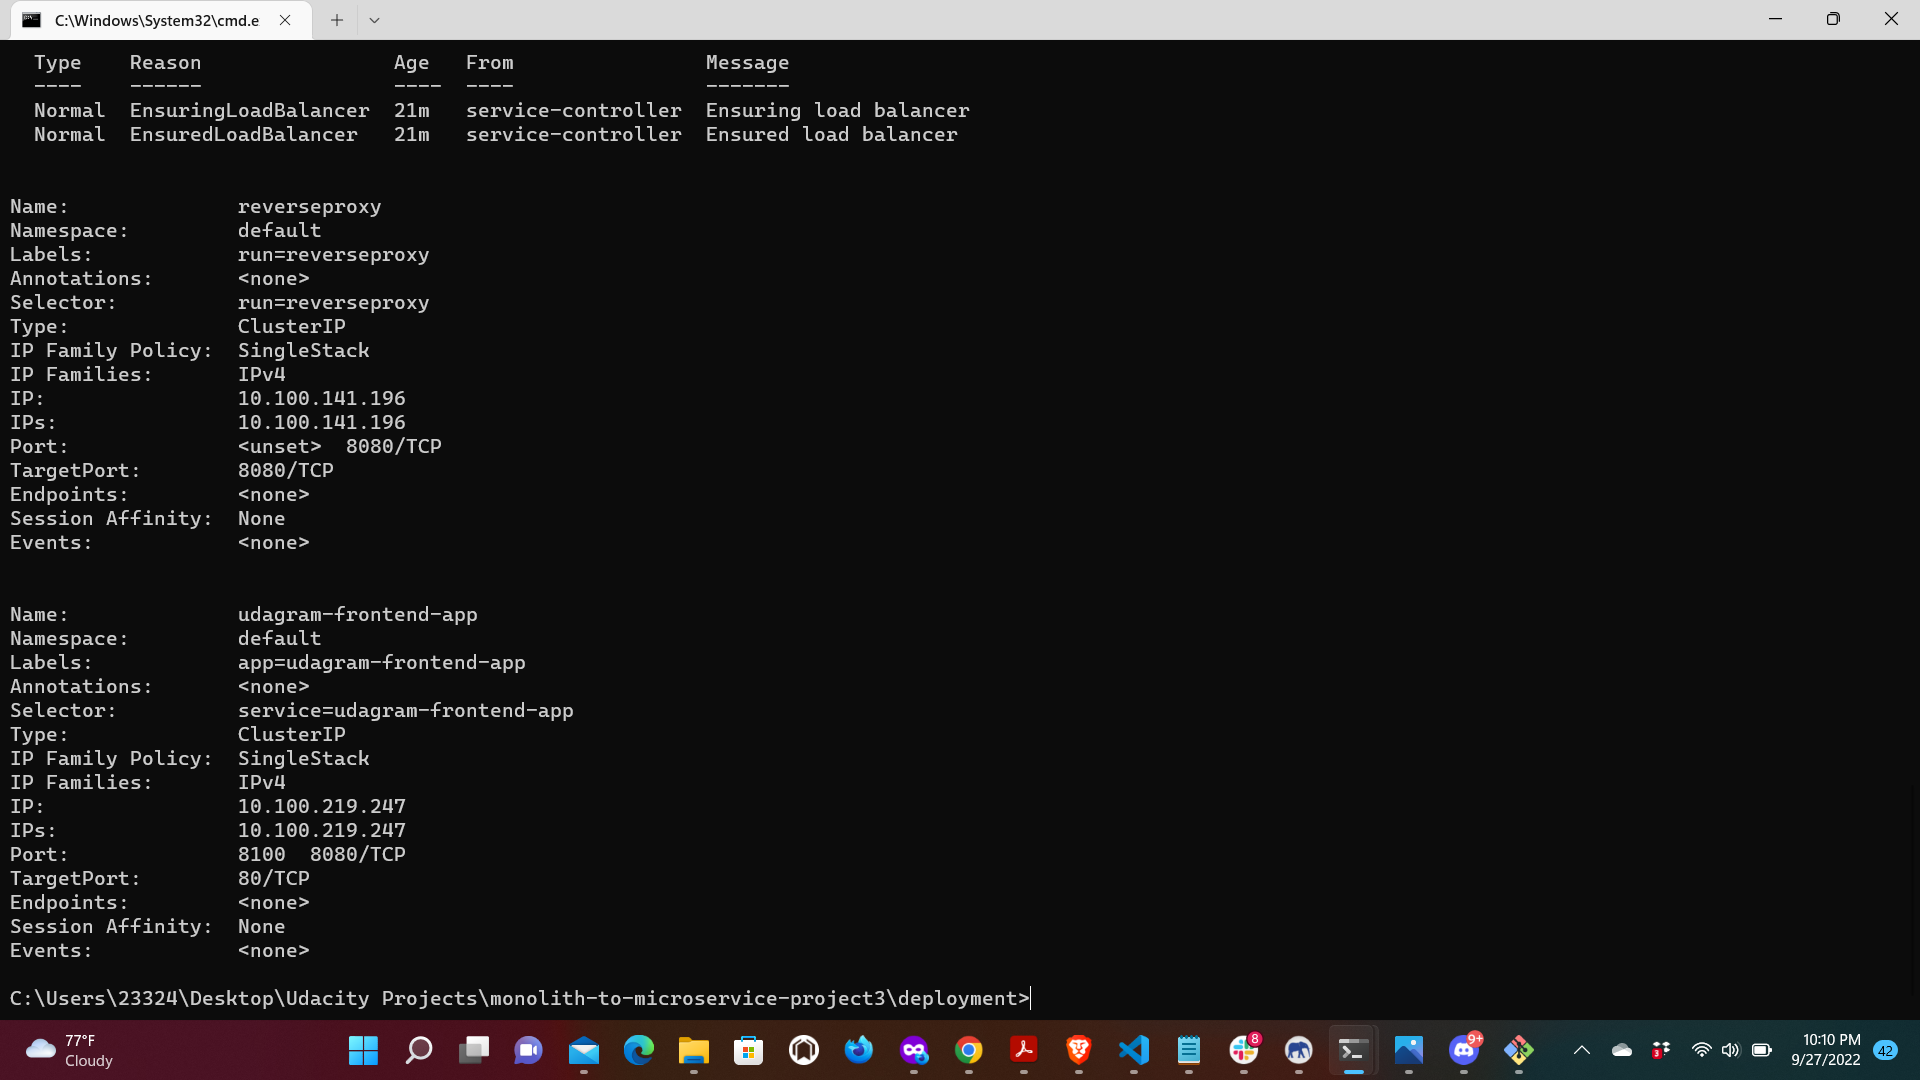 C:\Windows\System32\cmd.e
Type    Reason                Age   From                Message
----    ------                ----  ----                -------
Normal  EnsuringLoadBalancer  21m   service-controller  Ensuring load balancer
Normal  EnsuredLoadBalancer   21m   service-controller  Ensured load balancer
Name:              reverseproxy
Namespace:         default
Labels:            run=reverseproxy
Annotations:       <none>
Selector:          run=reverseproxy
Type:              ClusterIP
IP Family Policy:  SingleStack
IP Families:       IPv4
IP:                10.100.141.196
IPs:               10.100.141.196
Port:              <unset>  8080/TCP
TargetPort:        8080/TCP
Endpoints:         <none>
Session Affinity:  None
Events:            <none>
Name:              udagram-frontend-app
Namespace:         default
Labels:            app=udagram-frontend-app
Annotations:       <none>
Selector:          service=udagram-frontend-app
Type:              ClusterIP
IP Family Policy:  SingleStack
IP Families:       IPv4
IP:                10.100.219.247
IPs:               10.100.219.247
Port:              8100  8080/TCP
TargetPort:        80/TCP
Endpoints:         <none>
Session Affinity:  None
Events:            <none>
C:\Users\23324\Desktop\Udacity Projects\monolith-to-microservice-project3\deployment>
77°F
Cloudy
8
9+
3
10:10 PM
9/27/2022
42